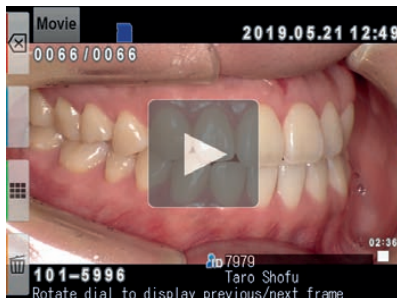 Movie
2019.05.21 12:49
0066/0066
02:36
ID 7979
101-5996
Taro Shofu
Rotate dial to display previous/next frame